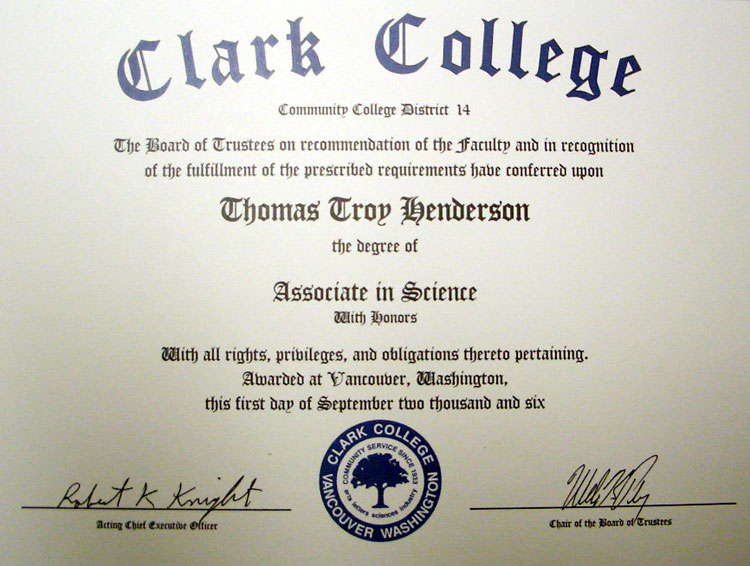 Clark College
Community College District 14
The Board of Trustees on recommendation of the Faculty and in recognition
of the fulfillment of the prescribed requirements have conferred upon
Thomas Troy Henderson
the degree of
Associate in Science
With Honors
With all rights, privileges, and obligations thereto pertaining.
Awarded at Vancouver, Washington,
this first day of September two thousand and six
CLARK COLLEGE
COMMUNITY SERVICE SINCE 1933
arts letters sciences industry
VANCOUVER WASHINGTON
Robert K Knight
Acting Chief Executive Officer
Chair of the Board of Trustees